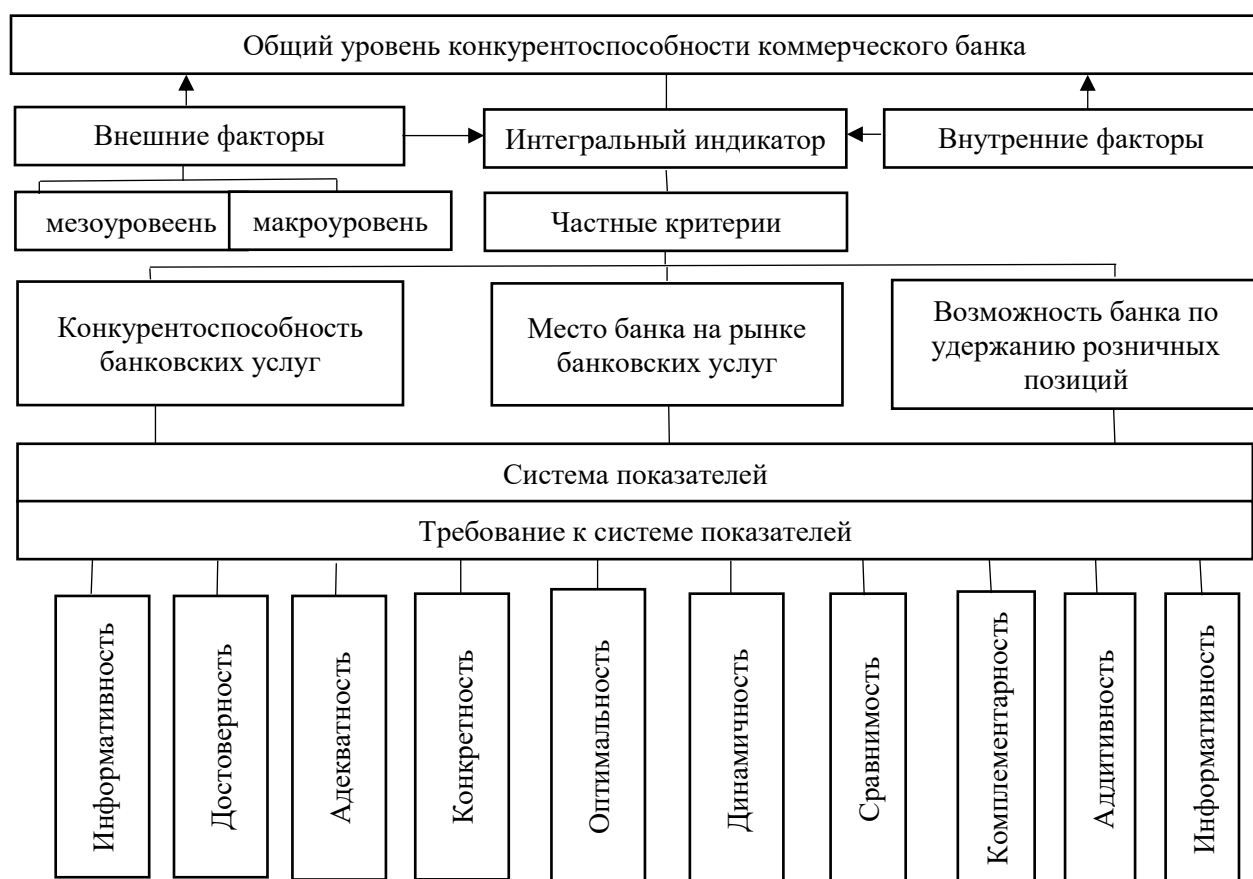 Общий уровень конкурентоспособности коммерческого банка
Внешние факторы
Интегральный индикатор
Внутренние факторы
мезоуровеень
макроуровень
Частные критерии
Конкурентоспособность
банковских услуг
Место банка на рынке
банковских услуг
Возможность банка по
удержанию розничных
позиций
Система показателей
Требование к системе показателей
Информативность
Достоверность
Адекватность
Конкретность
Оптимальность
Динамичность
Сравнимость
Комплементарность
Аддитивность
Информативность